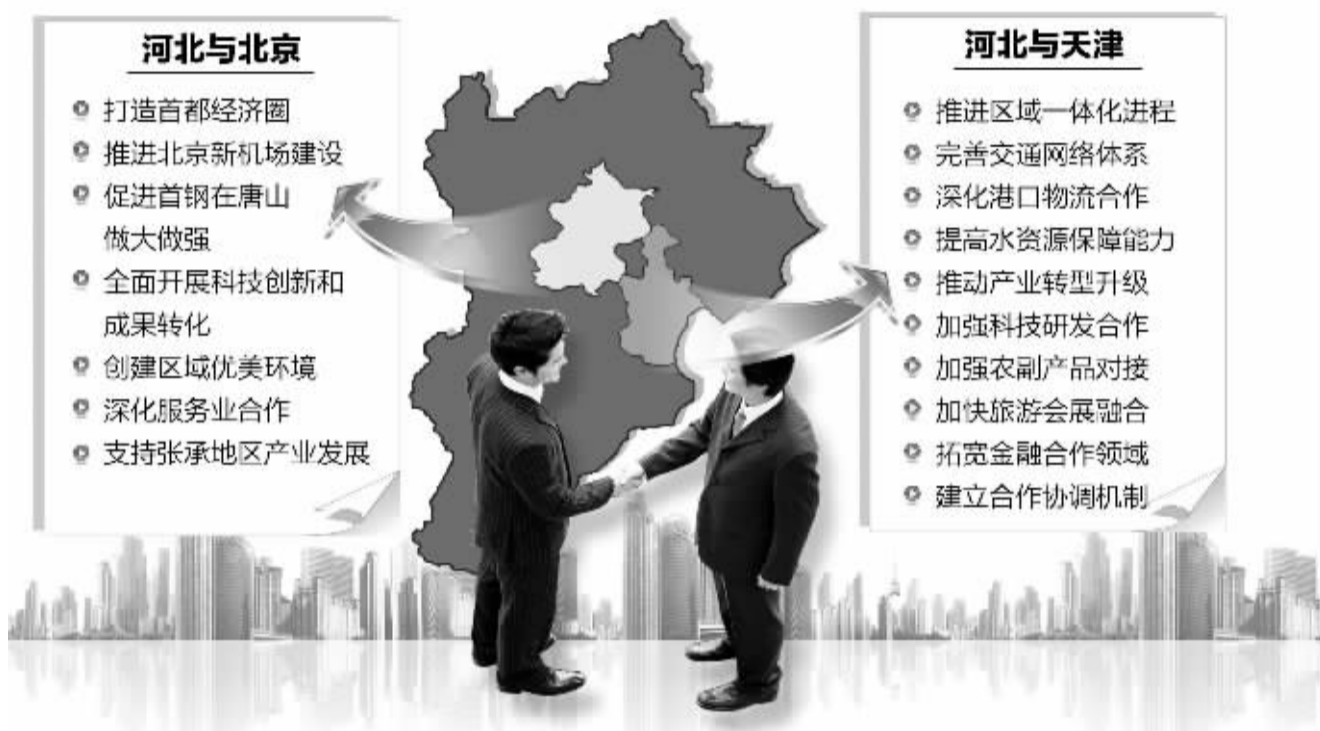 河北与北京
打造首都经济圈
推进北京新机场建设
促进首钢在唐山
做大做强
全面开展科技创新和
成果转化
创建区域优美环境
深化服务业合作
支持张承地区产业发展
河北与天津
推进区域一体化进程
完善交通网络体系
深化港口物流合作
提高水资源保障能力
推动产业转型升级
加强科技研发合作
加强农副产品对接
加快旅游会展融合
拓宽金融合作领域
建立合作协调机制